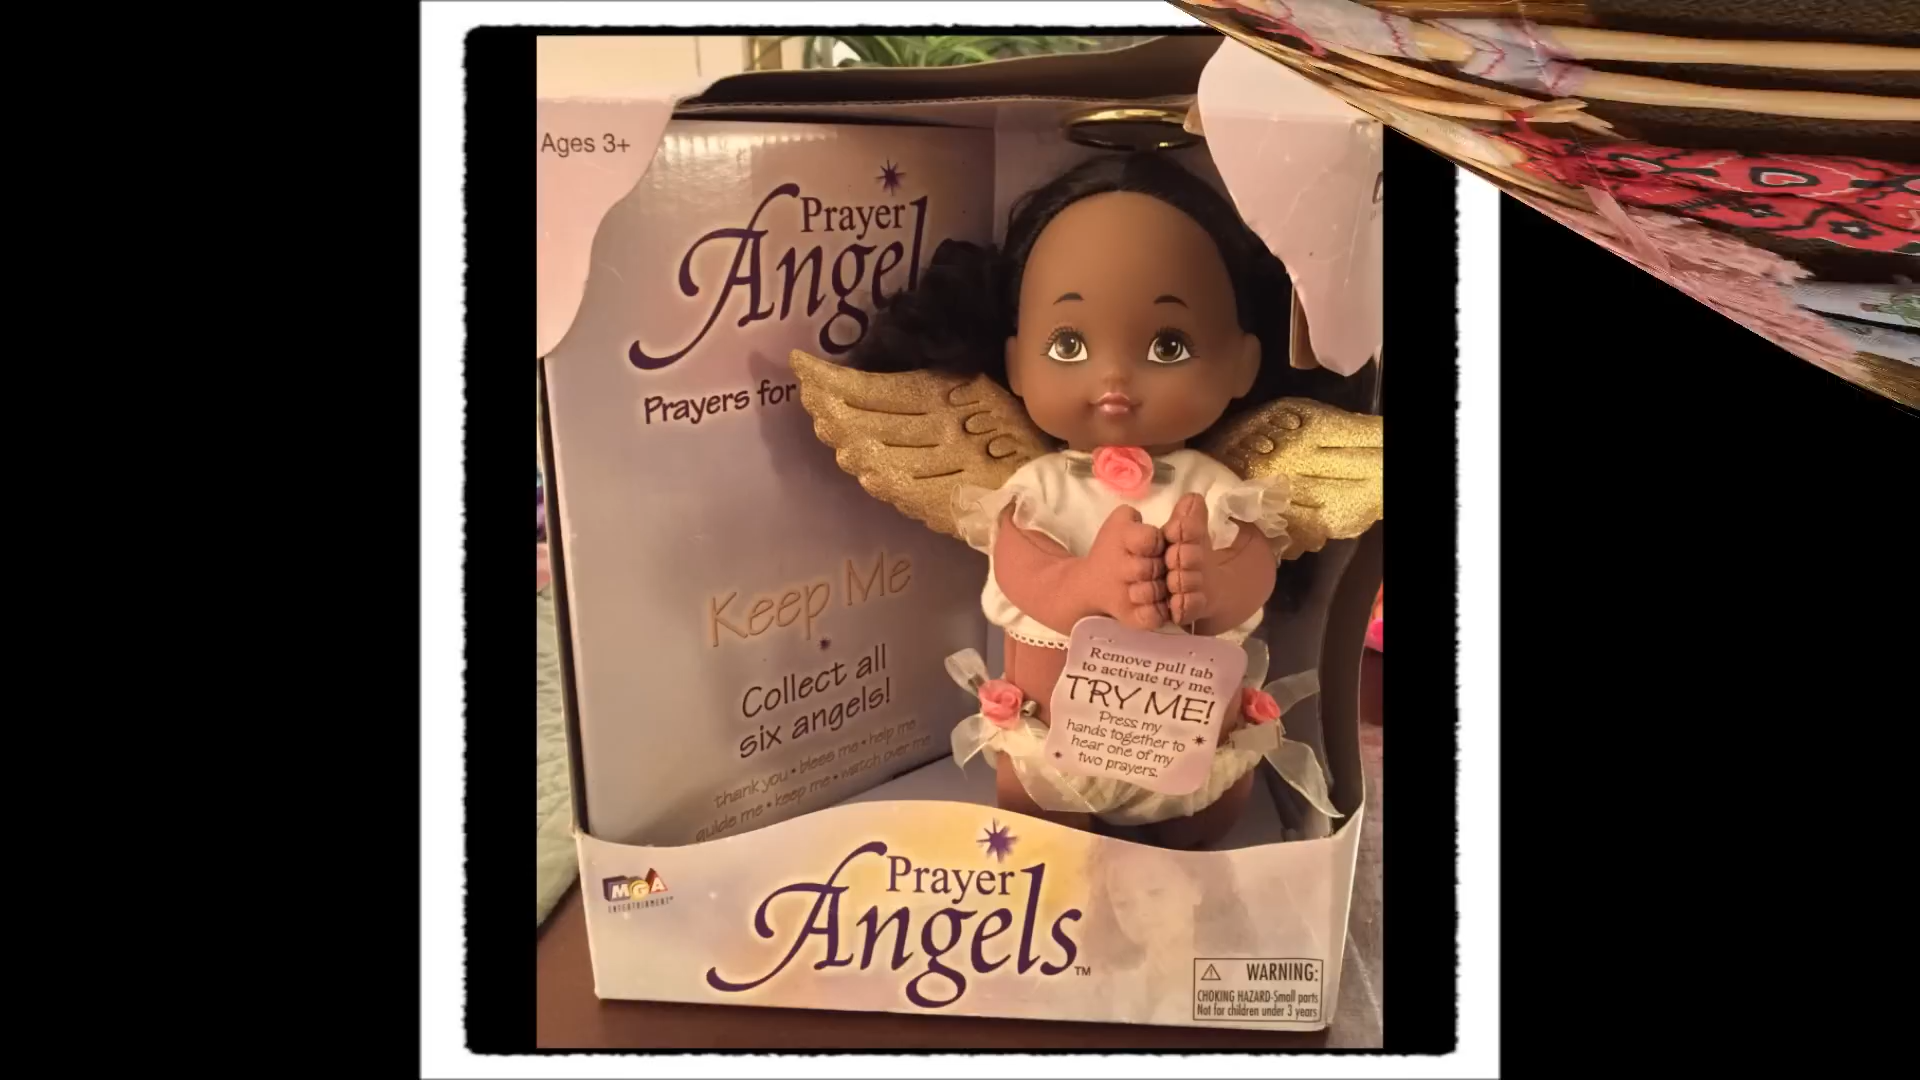 Ages 3+
Prayer
Angel
Prayers for
Keep Me
Collect all
six angels!
thank you • bless me • help me
guide me • keep me • watch over me
Remove pull tab
to activate try me.
TRY ME!
Press my
hands together to
hear one of my
two prayers.
MGA
ENTERTAINMENT
Prayer
Angels™
WARNING:
CHOKING HAZARD-Small parts
Not for children under 3 years